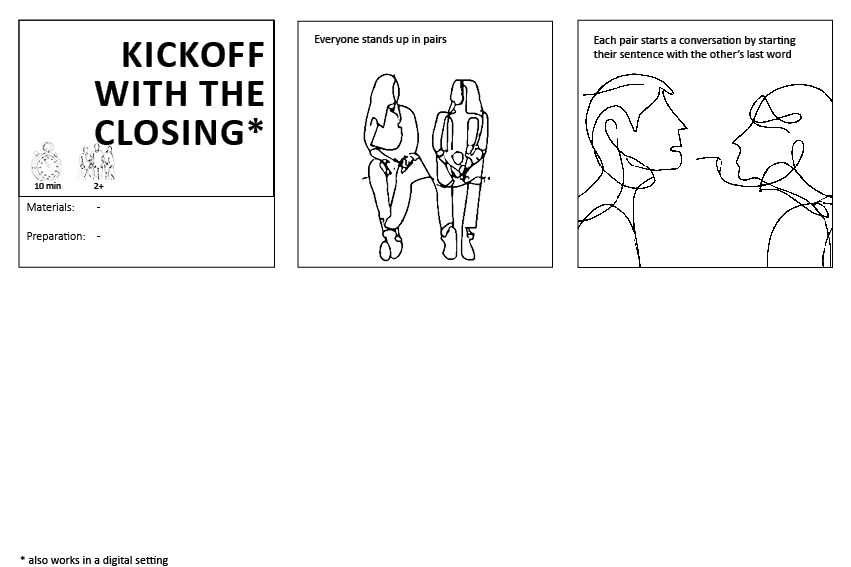 KICKOFF
WITH THE
CLOSING*
10 min
2+
Materials: -
Preparation: -
Everyone stands up in pairs
Each pair starts a conversation by starting
their sentence with the other’s last word
* also works in a digital setting